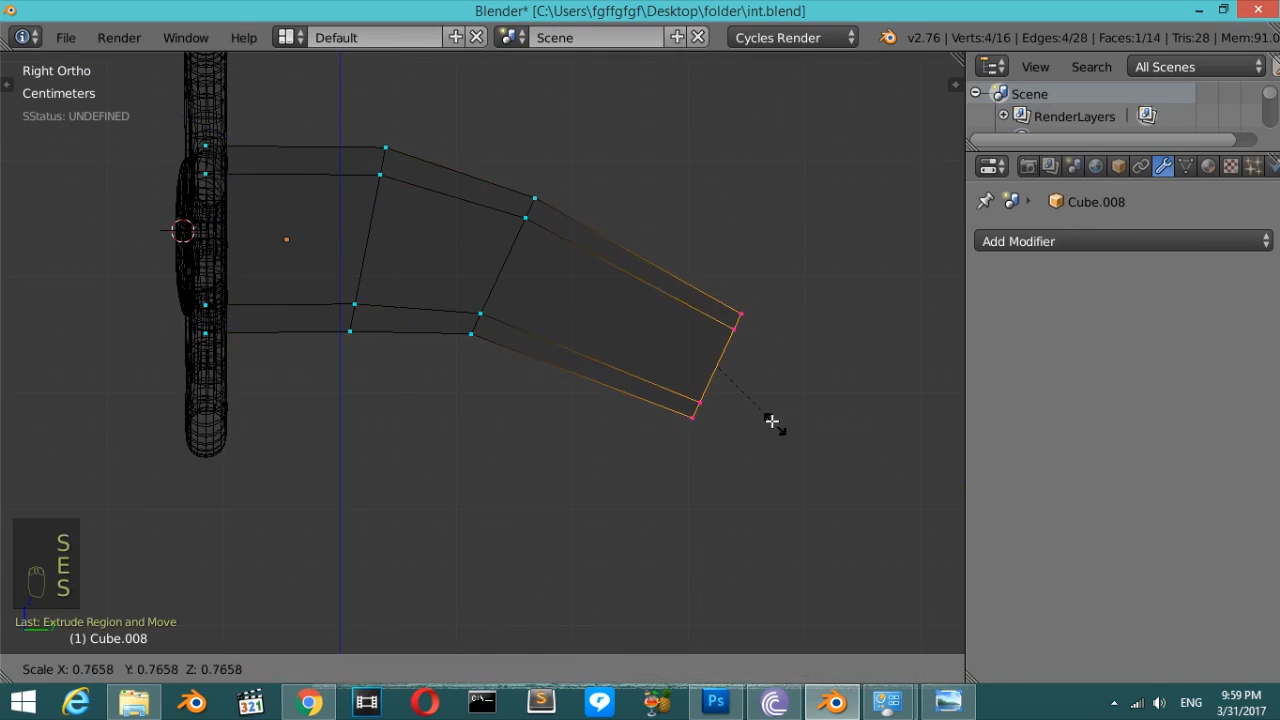 Blender* [C:\Users\fgffgfgf\Desktop\folder\int.blend]
File Render Window Help Default Scene Cycles Render v2.76 | Verts:4/16 | Edges:4/28 | Faces:1/14 | Tris:28 | Mem:91.0
View Search All Scenes
Right Ortho
Centimeters
SStatus: UNDEFINED
Scene
RenderLayers
Cube.008
Add Modifier
S
E
S
Last: Extrude Region and Move
(1) Cube.008
Scale X: 0.7658 Y: 0.7658 Z: 0.7658
321
Ps
ENG
9:59 PM
3/31/2017